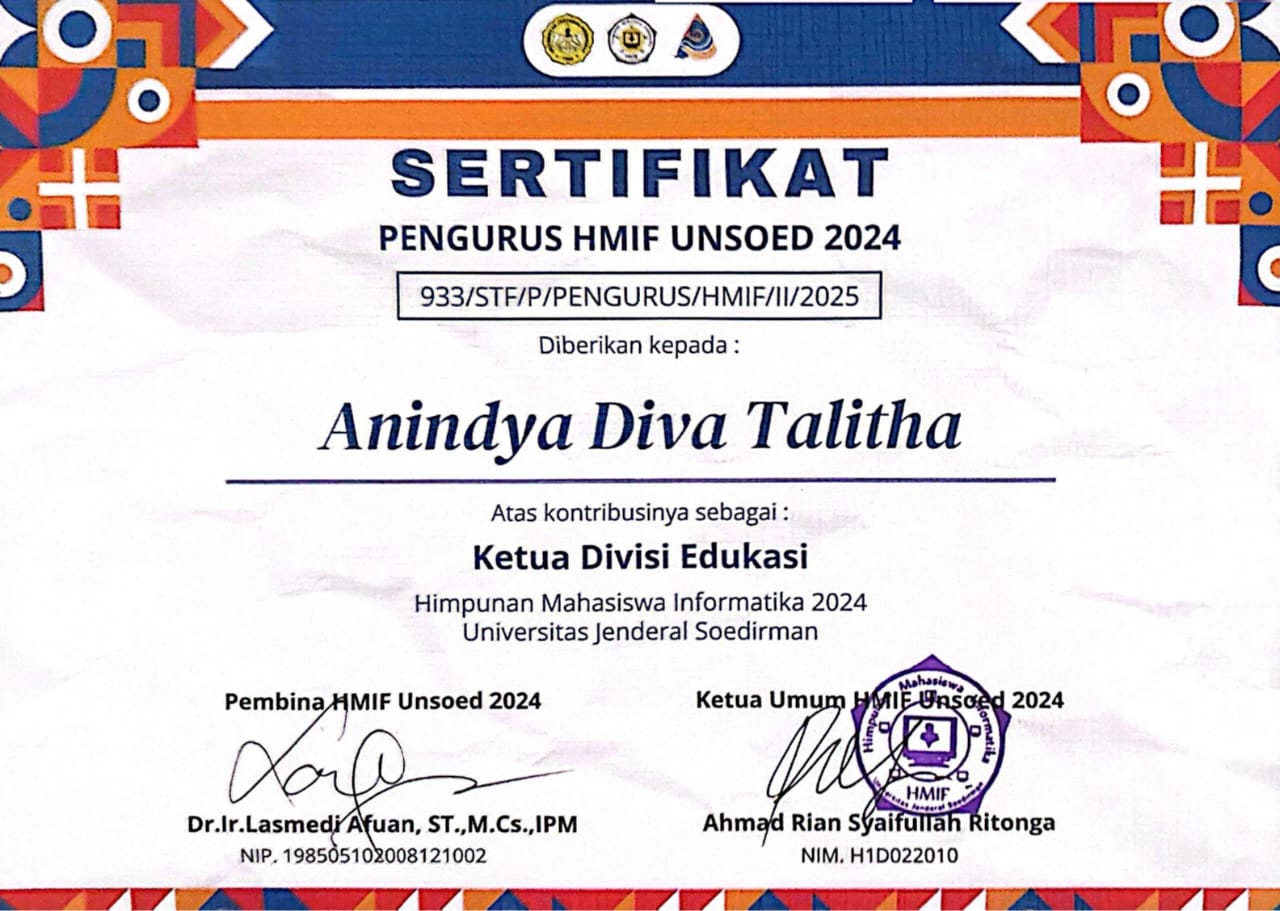 SERTIFIKAT
PENGURUS HMIF UNSOED 2024
933/STF/P/PENGURUS/HMIF/II/2025
Diberikan kepada :
Anindya Diva Talitha
Atas kontribusinya sebagai :
Ketua Divisi Edukasi
Himpunan Mahasiswa Informatika 2024
Universitas Jenderal Soedirman
Pembina HMIF Unsoed 2024
Ketua Umum HMIF Unsoed 2024
Himpunan Mahasiswa Informatika
HMIF
Universitas Jenderal Soedirman
Dr.Ir.Lasmedi Afuan, ST.,M.Cs.,IPM
Ahmad Rian Syaifullah Ritonga
NIP. 198505102008121002
NIM. H1D022010